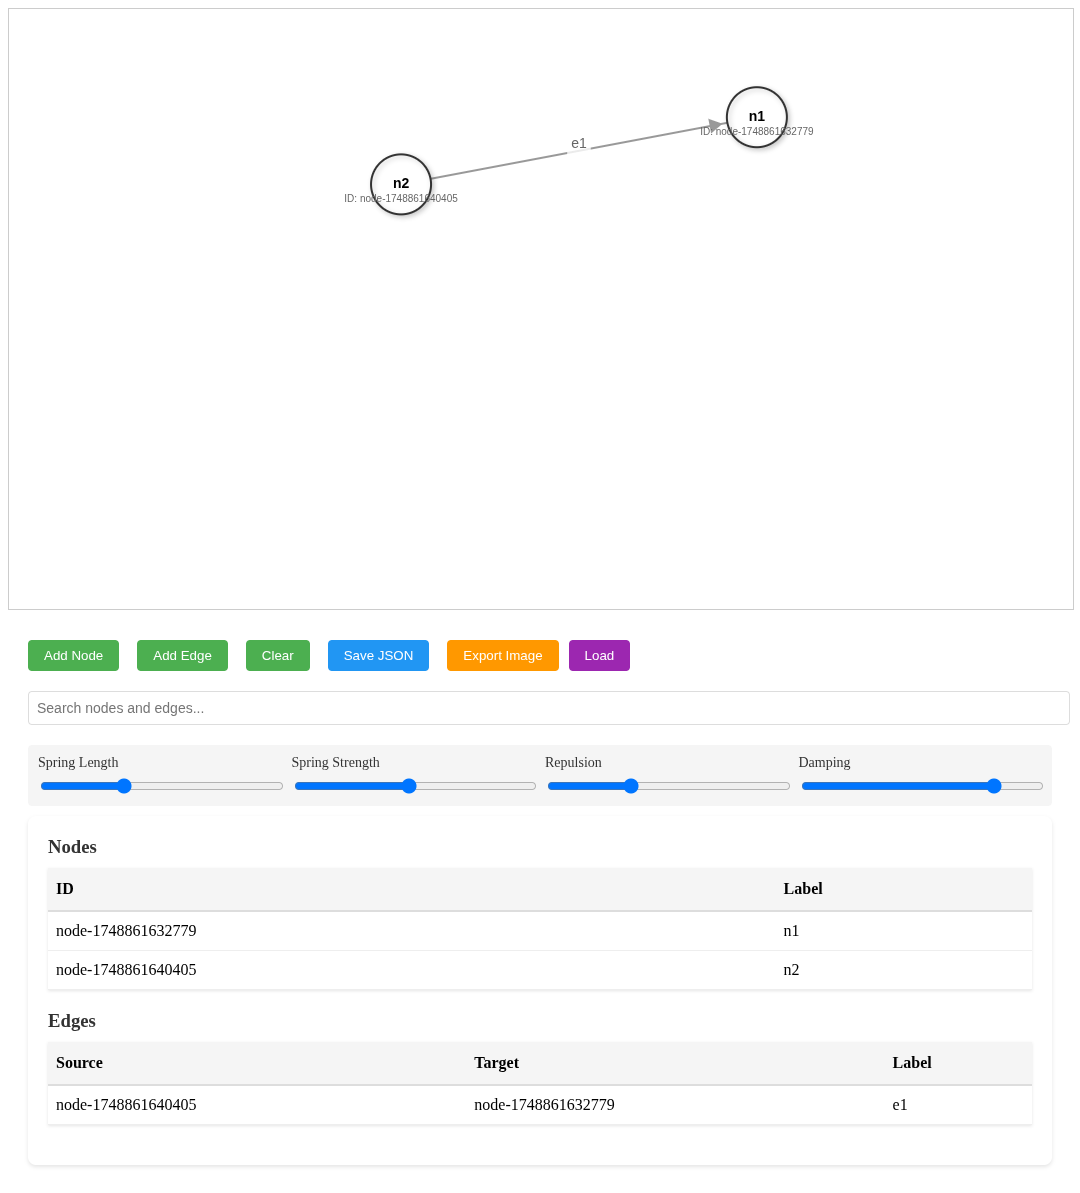 n1
ID: node-1748861632779
e1
n2
ID: node-1748861640405
Add Node Add Edge Clear Save JSON Export Image Load
Search nodes and edges...
Spring Length Spring Strength Repulsion Damping
Nodes
ID Label
node-1748861632779 n1
node-1748861640405 n2
Edges
Source Target Label
node-1748861640405 node-1748861632779 e1